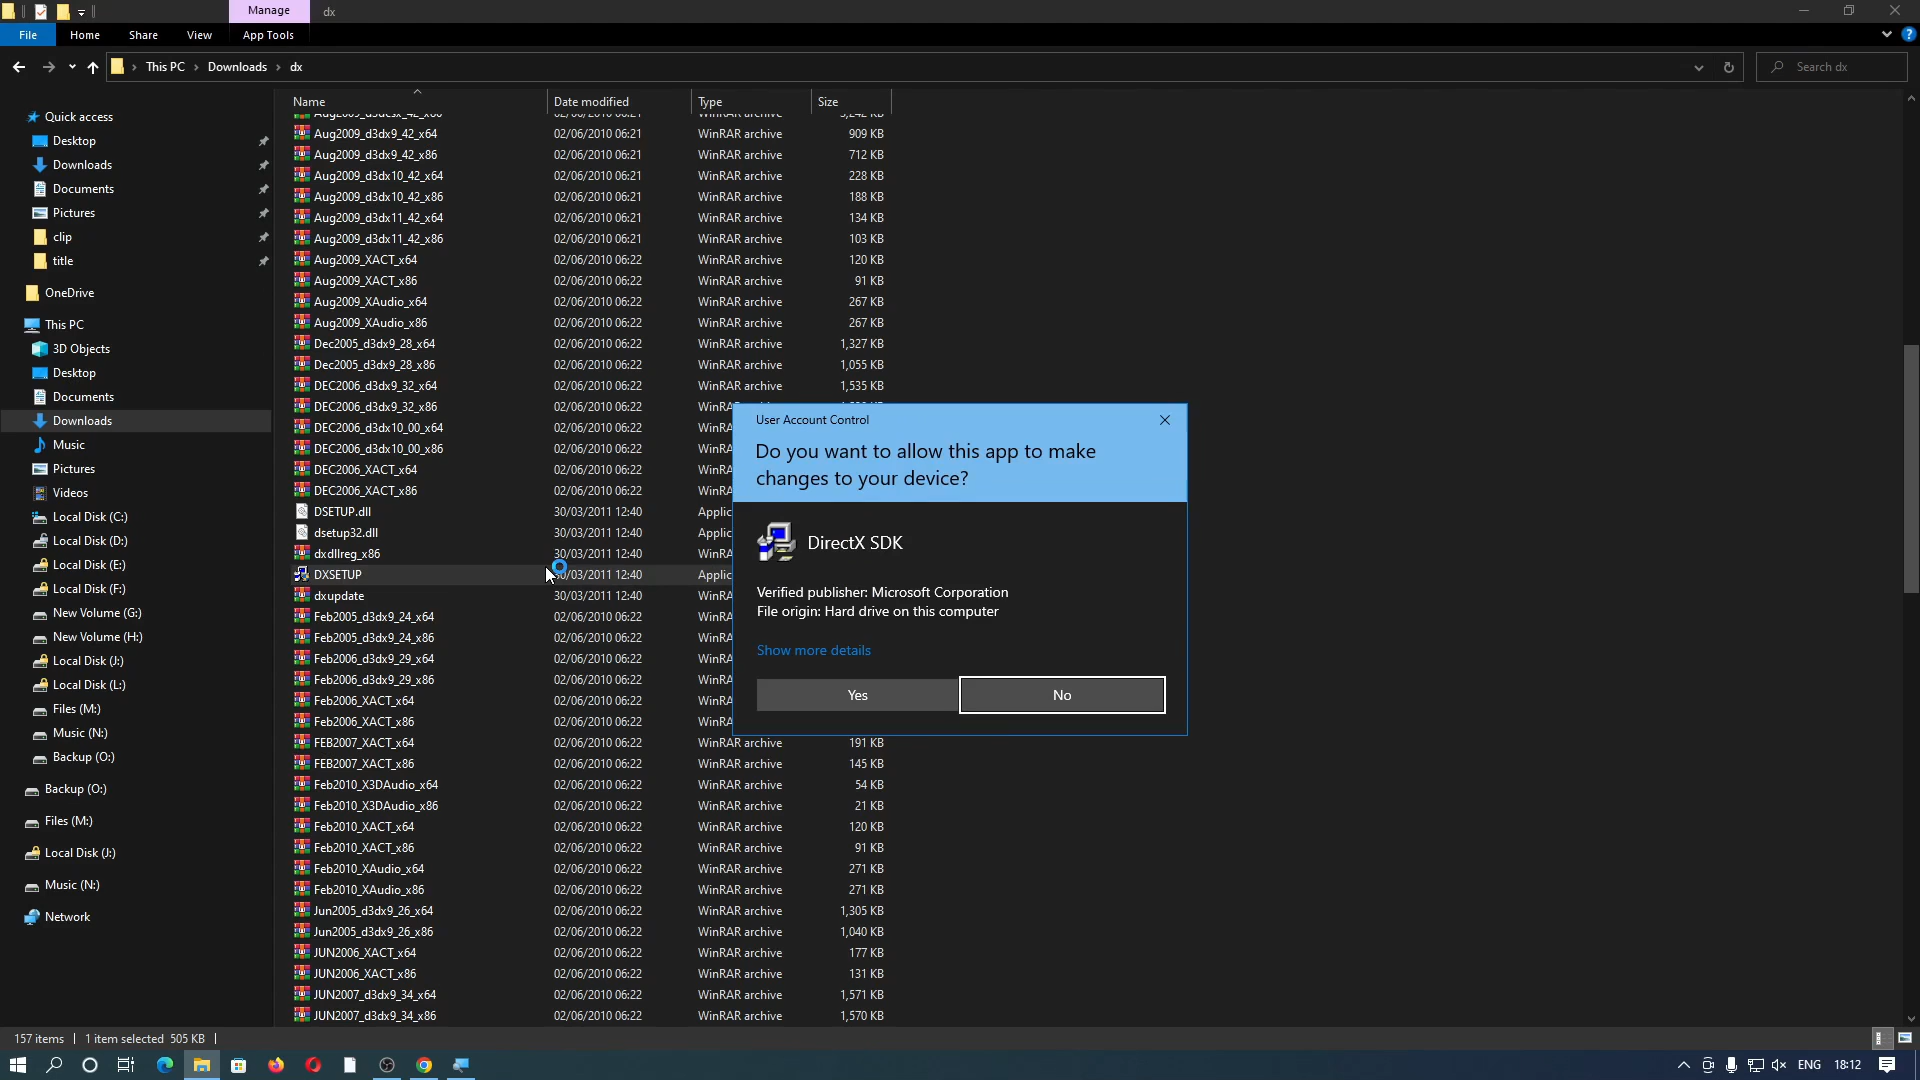 Manage
dx
File
Home
Share
View
App Tools
This PC
Downloads
dx
Search dx
Name
Date modified
Type
Size
Quick access
Desktop
Downloads
Documents
Pictures
clip
title
OneDrive
This PC
3D Objects
Desktop
Documents
Downloads
Music
Pictures
Videos
Local Disk (C:)
Local Disk (D:)
Local Disk (E:)
Local Disk (F:)
New Volume (G:)
New Volume (H:)
Local Disk (J:)
Local Disk (L:)
Files (M:)
Music (N:)
Backup (O:)
Backup (O:)
Files (M:)
Local Disk (J:)
Music (N:)
Network
Aug2009_d3dx9_42_x64 02/06/2010 06:21 WinRAR archive 909 KB
Aug2009_d3dx9_42_x86 02/06/2010 06:21 WinRAR archive 712 KB
Aug2009_d3dx10_42_x64 02/06/2010 06:21 WinRAR archive 228 KB
Aug2009_d3dx10_42_x86 02/06/2010 06:21 WinRAR archive 188 KB
Aug2009_d3dx11_42_x64 02/06/2010 06:21 WinRAR archive 134 KB
Aug2009_d3dx11_42_x86 02/06/2010 06:21 WinRAR archive 103 KB
Aug2009_XACT_x64 02/06/2010 06:22 WinRAR archive 120 KB
Aug2009_XACT_x86 02/06/2010 06:22 WinRAR archive 91 KB
Aug2009_XAudio_x64 02/06/2010 06:22 WinRAR archive 267 KB
Aug2009_XAudio_x86 02/06/2010 06:22 WinRAR archive 267 KB
Dec2005_d3dx9_28_x64 02/06/2010 06:22 WinRAR archive 1,327 KB
Dec2005_d3dx9_28_x86 02/06/2010 06:22 WinRAR archive 1,055 KB
DEC2006_d3dx9_32_x64 02/06/2010 06:22 WinRAR archive 1,535 KB
DEC2006_d3dx9_32_x86 02/06/2010 06:22 WinRA
DEC2006_d3dx10_00_x64 02/06/2010 06:22 WinRA
DEC2006_d3dx10_00_x86 02/06/2010 06:22 WinRA
DEC2006_XACT_x64 02/06/2010 06:22 WinRA
DEC2006_XACT_x86 02/06/2010 06:22 WinRA
DSETUP.dll 30/03/2011 12:40 Applic
dsetup32.dll 30/03/2011 12:40 Applic
dxdllreg_x86 30/03/2011 12:40 WinRA
DXSETUP 30/03/2011 12:40 Applic
dxupdate 30/03/2011 12:40 WinRA
Feb2005_d3dx9_24_x64 02/06/2010 06:22 WinRA
Feb2005_d3dx9_24_x86 02/06/2010 06:22 WinRA
Feb2006_d3dx9_29_x64 02/06/2010 06:22 WinRA
Feb2006_d3dx9_29_x86 02/06/2010 06:22 WinRA
Feb2006_XACT_x64 02/06/2010 06:22 WinRA
Feb2006_XACT_x86 02/06/2010 06:22 WinRA
FEB2007_XACT_x64 02/06/2010 06:22 WinRAR archive 191 KB
FEB2007_XACT_x86 02/06/2010 06:22 WinRAR archive 145 KB
Feb2010_X3DAudio_x64 02/06/2010 06:22 WinRAR archive 54 KB
Feb2010_X3DAudio_x86 02/06/2010 06:22 WinRAR archive 21 KB
Feb2010_XACT_x64 02/06/2010 06:22 WinRAR archive 120 KB
Feb2010_XACT_x86 02/06/2010 06:22 WinRAR archive 91 KB
Feb2010_XAudio_x64 02/06/2010 06:22 WinRAR archive 271 KB
Feb2010_XAudio_x86 02/06/2010 06:22 WinRAR archive 271 KB
Jun2005_d3dx9_26_x64 02/06/2010 06:22 WinRAR archive 1,305 KB
Jun2005_d3dx9_26_x86 02/06/2010 06:22 WinRAR archive 1,040 KB
JUN2006_XACT_x64 02/06/2010 06:22 WinRAR archive 177 KB
JUN2006_XACT_x86 02/06/2010 06:22 WinRAR archive 131 KB
JUN2007_d3dx9_34_x64 02/06/2010 06:22 WinRAR archive 1,571 KB
JUN2007_d3dx9_34_x86 02/06/2010 06:22 WinRAR archive 1,570 KB
User Account Control
Do you want to allow this app to make
changes to your device?
DirectX SDK
Verified publisher: Microsoft Corporation
File origin: Hard drive on this computer
Show more details
Yes
No
157 items
1 item selected 505 KB
ENG
18:12